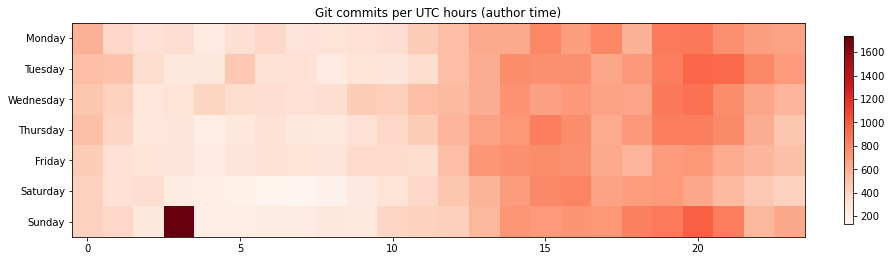 Git commits per UTC hours (author time)
Monday
Tuesday
Wednesday
Thursday
Friday
Saturday
Sunday
0 5 10 15 20
1600
1400
1200
1000
800
600
400
200